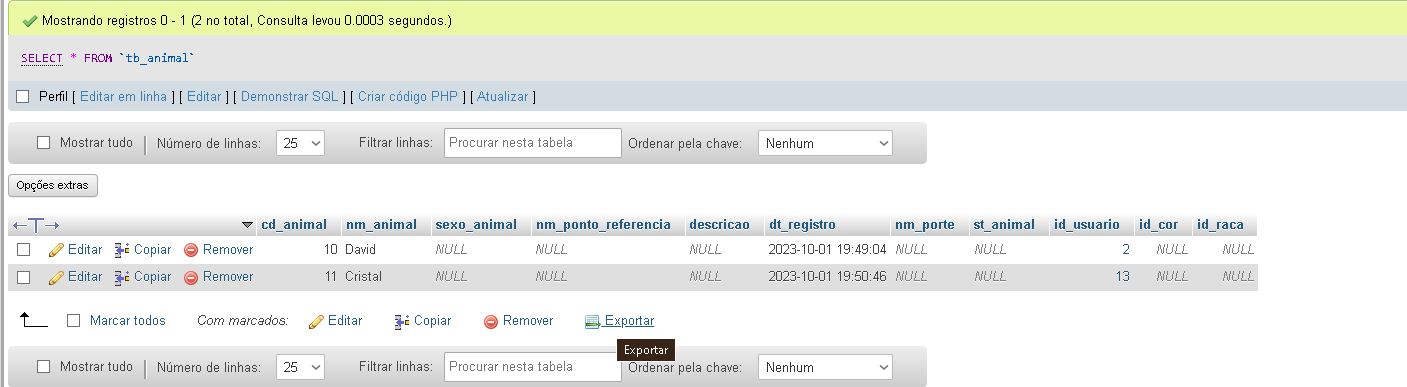 Mostrando registros 0 - 1 (2 no total, Consulta levou 0.0003 segundos.)
SELECT * FROM `tb_animal`
Perfil [ Editar em linha ] [ Editar ] [ Demonstrar SQL ] [ Criar código PHP ] [ Atualizar ]
Mostrar tudo | Número de linhas: 25 Filtrar linhas: Procurar nesta tabela Ordenar pela chave: Nenhum
Opções extras
←T→ cd_animal nm_animal sexo_animal nm_ponto_referencia descricao dt_registro nm_porte st_animal id_usuario id_cor id_raca
Editar Copiar Remover 10 David NULL NULL NULL 2023-10-01 19:49:04 NULL NULL 2 NULL NULL
Editar Copiar Remover 11 Cristal NULL NULL NULL 2023-10-01 19:50:46 NULL NULL 13 NULL NULL
Marcar todos Com marcados: Editar Copiar Remover Exportar
Exportar
Mostrar tudo | Número de linhas: 25 Filtrar linhas: Procurar nesta tabela Ordenar pela chave: Nenhum